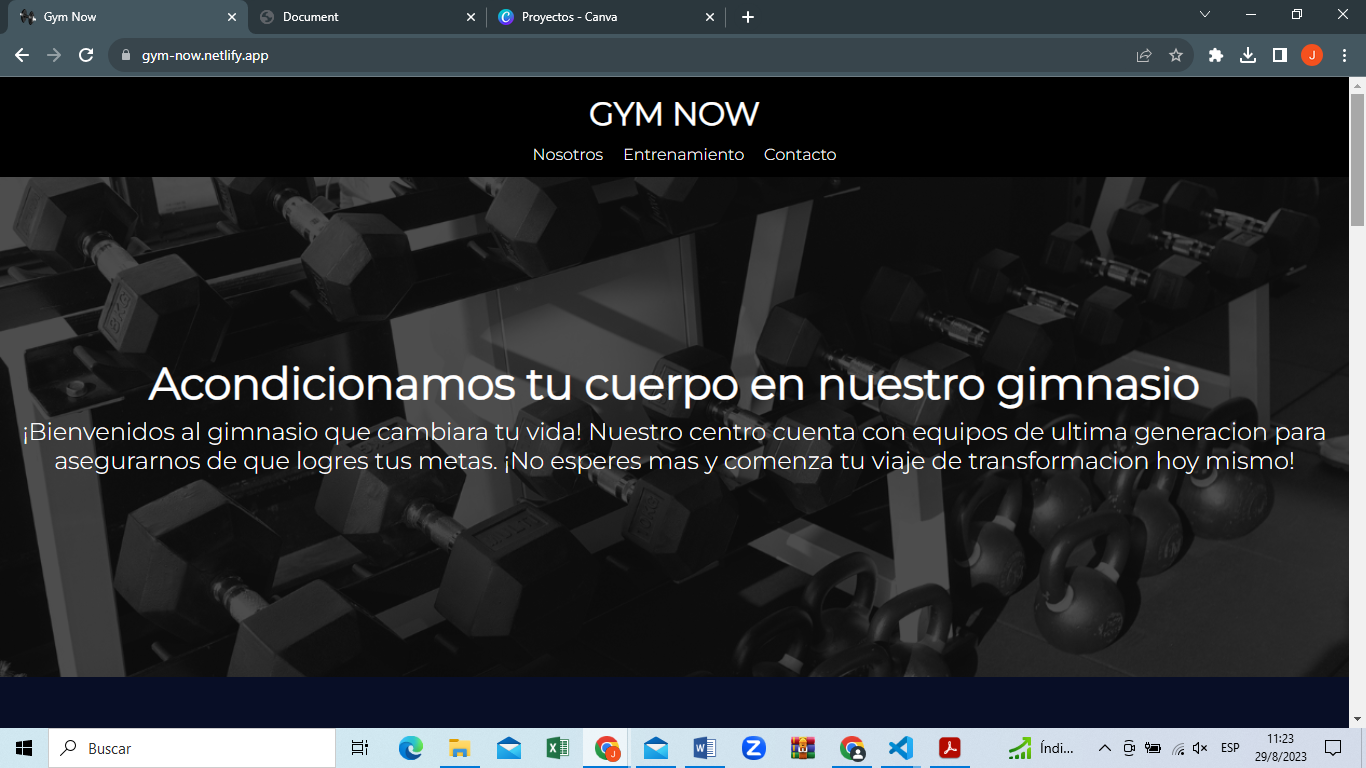 Gym Now
Document
Proyectos - Canva
gym-now.netlify.app
J
GYM NOW
Nosotros Entrenamiento Contacto
Acondicionamos tu cuerpo en nuestro gimnasio
¡Bienvenidos al gimnasio que cambiara tu vida! Nuestro centro cuenta con equipos de ultima generacion para
asegurarnos de que logres tus metas. ¡No esperes mas y comenza tu viaje de transformacion hoy mismo!
Buscar
Índi...
ESP
11:23
29/8/2023